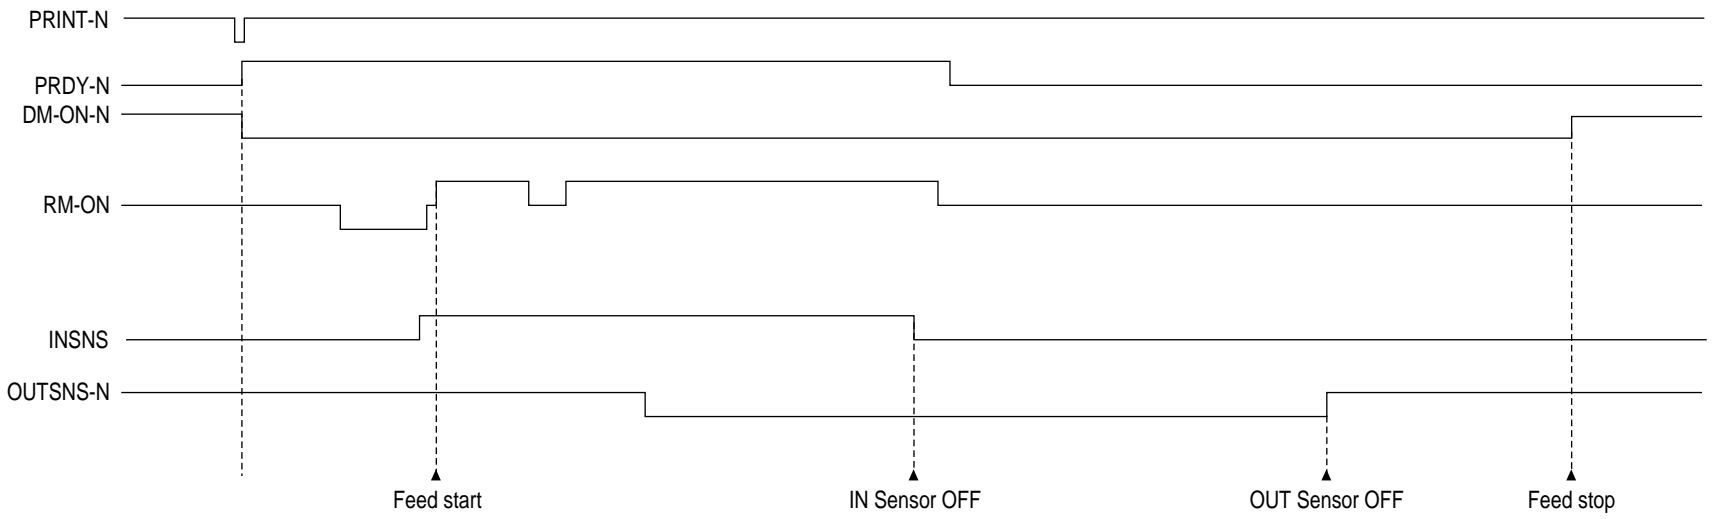 PRINT-N
PRDY-N
DM-ON-N
RM-ON
INSNS
OUTSNS-N
Feed start
IN Sensor OFF
OUT Sensor OFF
Feed stop